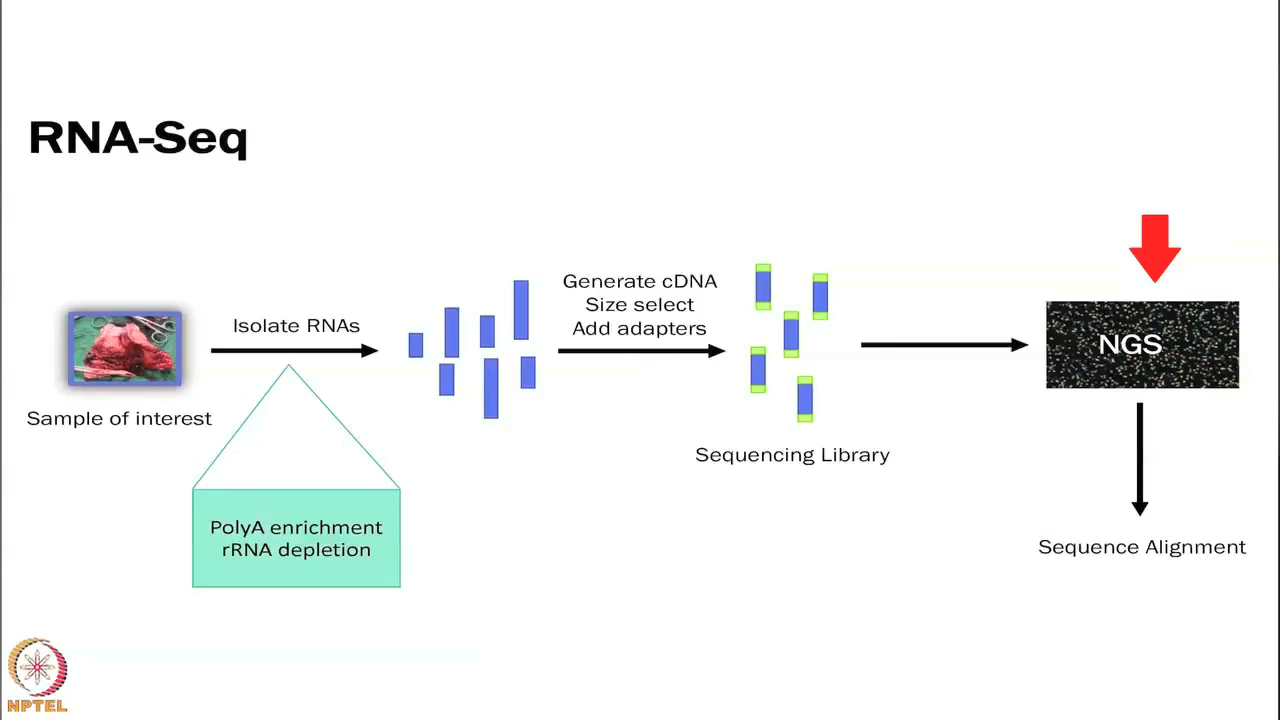 RNA-Seq
Isolate RNAs
Generate cDNA
Size select
Add adapters
NGS
Sample of interest
Sequencing Library
PolyA enrichment
rRNA depletion
Sequence Alignment
NPTEL